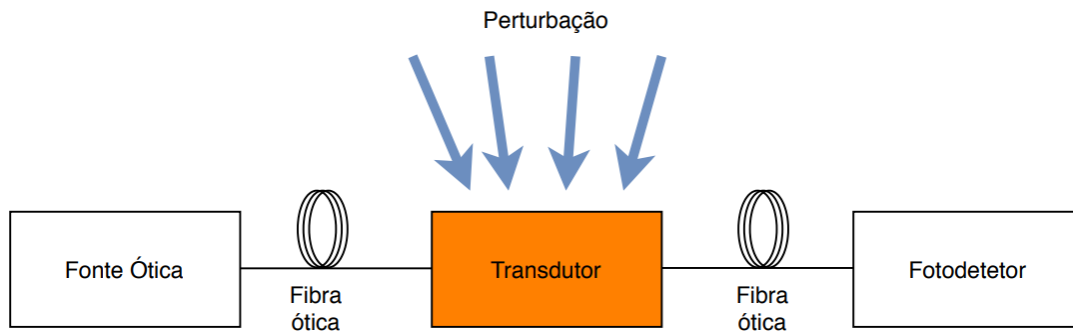 Perturbação
Fonte Ótica
Transdutor
Fotodetetor
Fibra
ótica
Fibra
ótica